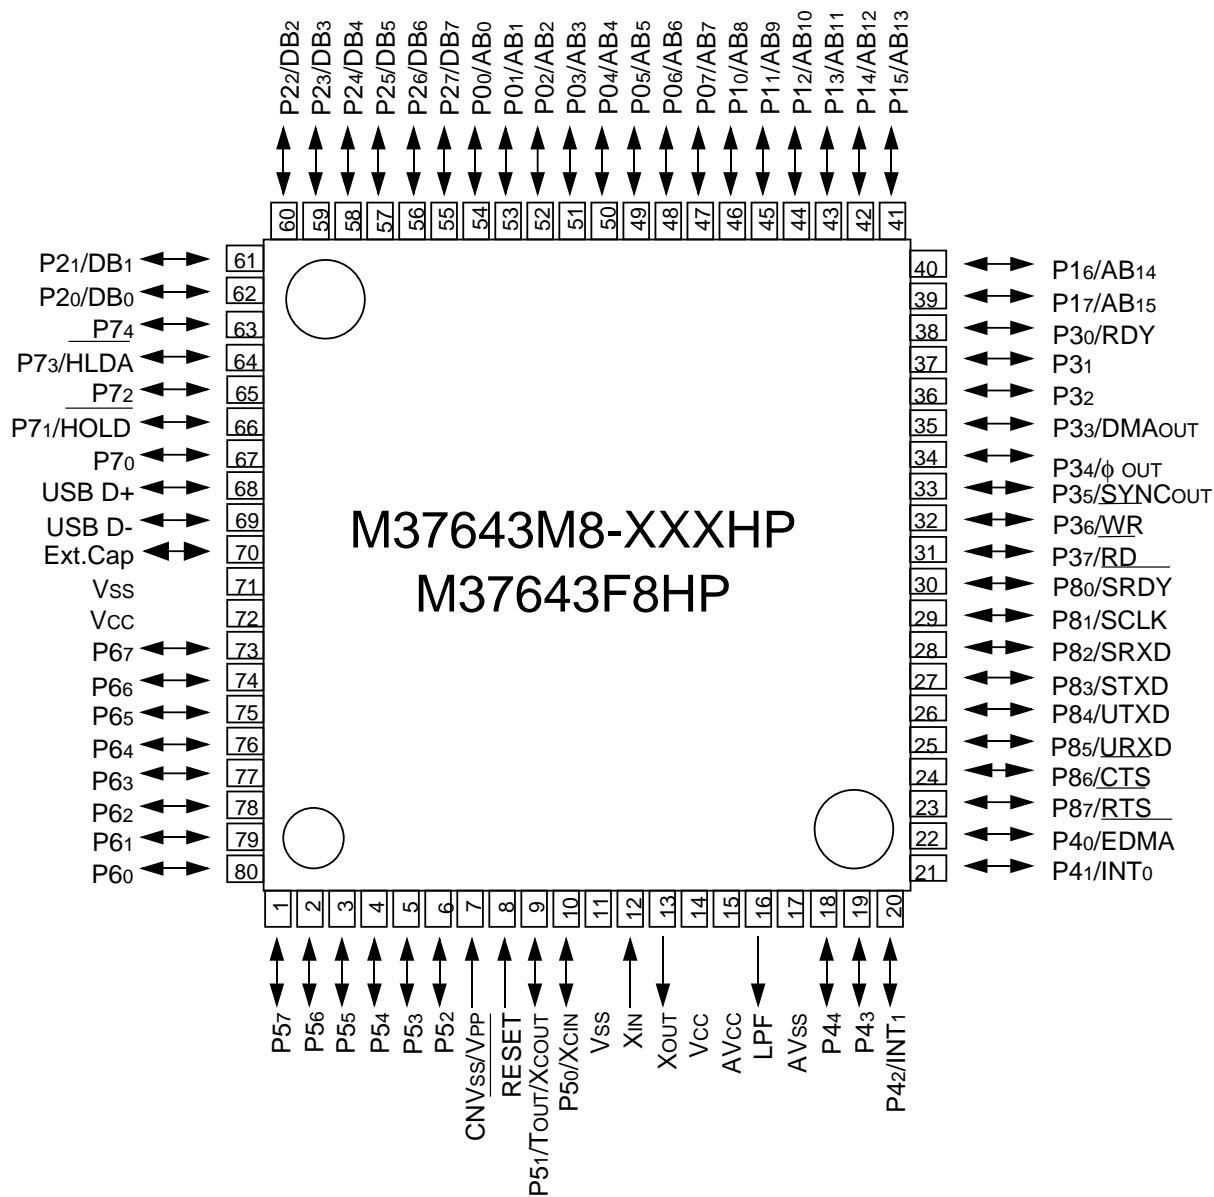 P22/DB2
P23/DB3
P24/DB4
P25/DB5
P26/DB6
P27/DB7
P00/AB0
P01/AB1
P02/AB2
P03/AB3
P04/AB4
P05/AB5
P06/AB6
P07/AB7
P10/AB8
P11/AB9
P12/AB10
P13/AB11
P14/AB12
P15/AB13
60
59
58
57
56
55
54
53
52
51
50
49
48
47
46
45
44
43
42
41
P21/DB1 61
P20/DB0 62
P74 63
P73/HLDA 64
P72 65
P71/HOLD 66
P70 67
USB D+ 68
USB D- 69
Ext.Cap 70
VSS 71
VCC 72
P67 73
P66 74
P65 75
P64 76
P63 77
P62 78
P61 79
P60 80
M37643M8-XXXHP
M37643F8HP
40 P16/AB14
39 P17/AB15
38 P30/RDY
37 P31
36 P32
35 P33/DMAOUT
34 P34/ϕ OUT
33 P35/SYNCOUT
32 P36/WR
31 P37/RD
30 P80/SRDY
29 P81/SCLK
28 P82/SRXD
27 P83/STXD
26 P84/UTXD
25 P85/URXD
24 P86/CTS
23 P87/RTS
22 P40/EDMA
21 P41/INT0
1
2
3
4
5
6
7
8
9
10
11
12
13
14
15
16
17
18
19
20
P57
P56
P55
P54
P53
P52
CNVSS/VPP
RESET
P51/TOUT/XCOUT
P50/XCIN
VSS
XIN
XOUT
VCC
AVCC
LPF
AVSS
P44
P43
P42/INT1